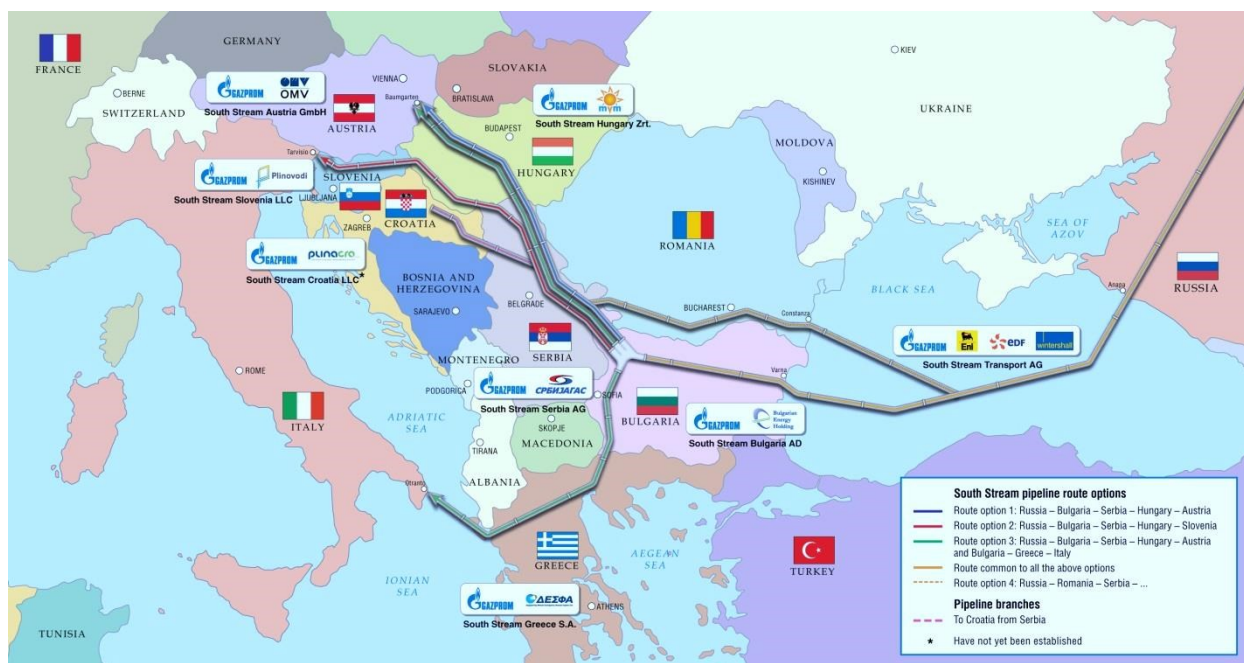 GERMANY
FRANCE
VIENNA
SLOVAKIA
KIEV
GAZPROM
OMV
South Stream Austria GmbH
Baumgarten
BRATISLAVA
GAZPROM
mvm
South Stream Hungary Zrt.
BERNE
SWITZERLAND
AUSTRIA
UKRAINE
BUDAPEST
MOLDOVA
Tarvisio
HUNGARY
KISHINEV
SLOVENIA
GAZPROM
Plinovodi
South Stream Slovenia LLC
LJUBLJANA
SEA OF
AZOV
CROATIA
ZAGREB
ROMANIA
GAZPROM
PLINACRO
South Stream Croatia LLC*
BOSNIA AND
HERZEGOVINA
BLACK SEA
Anapa
RUSSIA
BELGRADE
BUCHAREST
Constanza
SARAJEVO
SERBIA
GAZPROM
Eni
eDF
wintershall
South Stream Transport AG
MONTENEGRO
ROME
Varna
PODGORICA
GAZPROM
СРБИЈАГАС
South Stream Serbia AG
SOFIA
ITALY
ADRIATIC
SEA
BULGARIA
GAZPROM
Bulgarian
Energy
Holding
South Stream Bulgaria AD
SKOPJE
MACEDONIA
TIRANA
ALBANIA
Otranto
GREECE
AEGEAN
SEA
TURKEY
IONIAN
SEA
GAZPROM
ΔΕΣΦΑ
South Stream Greece S.A.
ATHENS
TUNISIA
South Stream pipeline route options
Route option 1: Russia – Bulgaria – Serbia – Hungary – Austria
Route option 2: Russia – Bulgaria – Serbia – Hungary – Slovenia
Route option 3: Russia – Bulgaria – Serbia – Hungary – Austria
and Bulgaria – Greece – Italy
Route common to all the above options
Route option 4: Russia – Romania – Serbia – ...
Pipeline branches
To Croatia from Serbia
* Have not yet been established